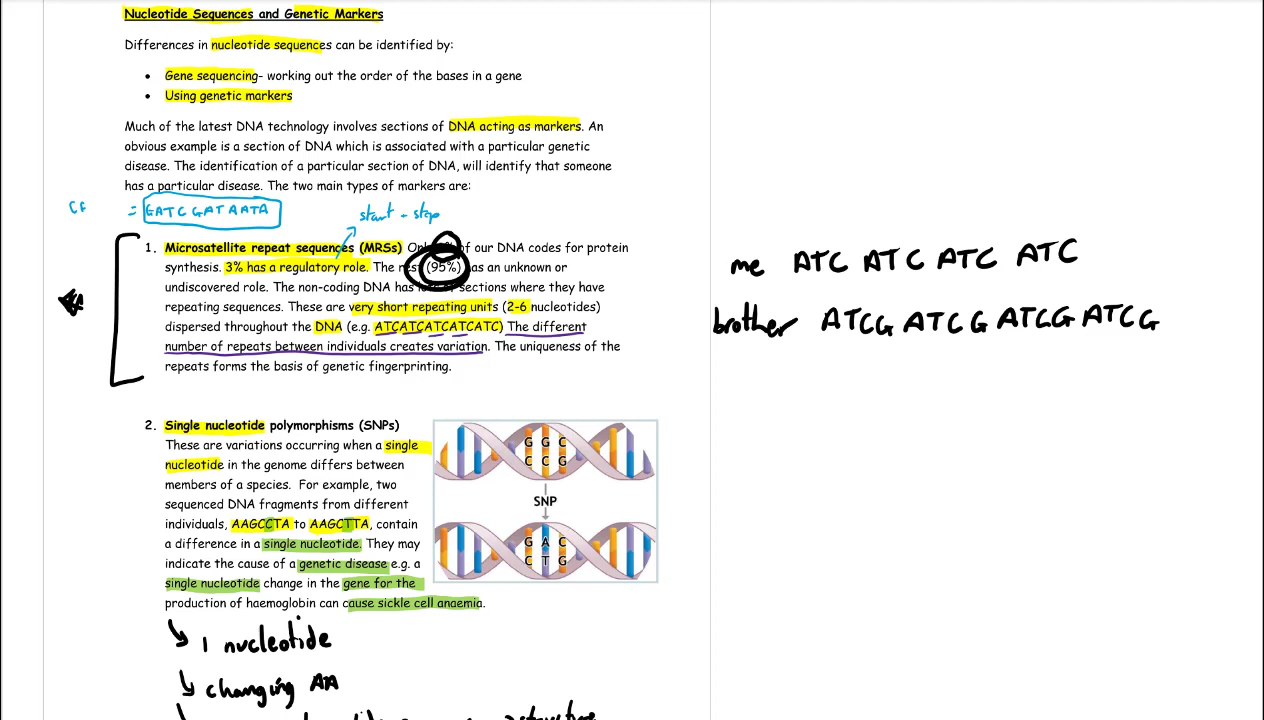 Nucleotide Sequences and Genetic Markers
Differences in nucleotide sequences can be identified by:
• Gene sequencing- working out the order of the bases in a gene
• Using genetic markers
Much of the latest DNA technology involves sections of DNA acting as markers. An
obvious example is a section of DNA which is associated with a particular genetic
disease. The identification of a particular section of DNA, will identify that someone
has a particular disease. The two main types of markers are:
CF = GATCGATAATA
start - stop
1. Microsatellite repeat sequences (MRSs) of our DNA codes for protein
synthesis. 3% has a regulatory role. The rest (95%) has an unknown or
undiscovered role. The non-coding DNA has sections where they have
repeating sequences. These are very short repeating units (2-6 nucleotides)
dispersed throughout the DNA (e.g. ATCATCATCATCATC) The different
number of repeats between individuals creates variation. The uniqueness of the
repeats forms the basis of genetic fingerprinting.
me ATC ATC ATC ATC
brother ATCG ATCG ATCG ATCG
2. Single nucleotide polymorphisms (SNPs)
These are variations occurring when a single
nucleotide in the genome differs between
members of a species. For example, two
sequenced DNA fragments from different
individuals, AAGCCTA to AAGCTTA, contain
a difference in a single nucleotide. They may
indicate the cause of a genetic disease e.g. a
single nucleotide change in the gene for the
production of haemoglobin can cause sickle cell anaemia.
G G C
C C G
SNP
G A C
C T G
1 nucleotide
changing AA